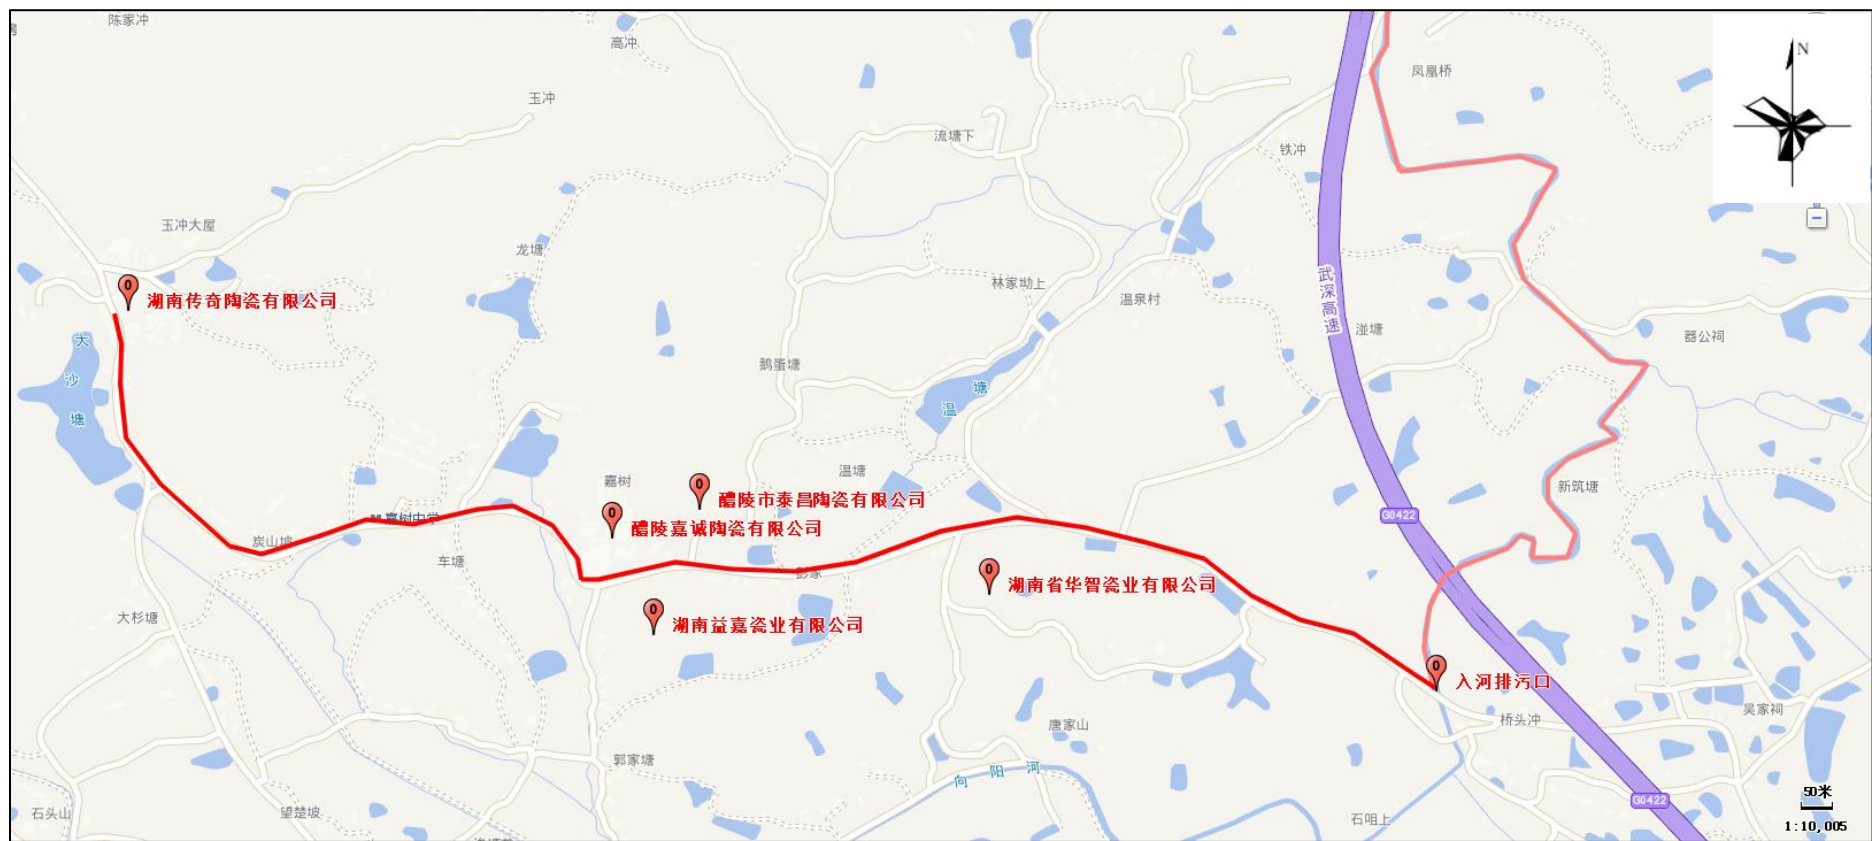 陈家冲
高冲
凤凰桥
N
玉冲
流塘下
铁冲
玉冲大屋
龙塘
林家坳上
温泉村
武深高速
湴塘
器公祠
湖南传奇陶瓷有限公司
大沙塘
鹅蛋塘
温塘
嘉树
温塘
新筑塘
醴陵市泰昌陶瓷有限公司
醴陵嘉诚陶瓷有限公司
G0422
嘉树中学
炭山坡
车塘
彭家
湖南省华智瓷业有限公司
大杉塘
湖南益嘉瓷业有限公司
入河排污口
唐家山
桥头冲
吴家祠
郭家塘
向阳河
石头山
望楚坡
石咀上
G0422
50米
1:10,005